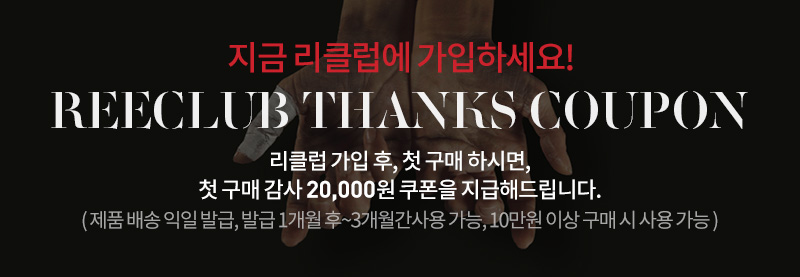 지금 리클럽에 가입하세요!
REECLUB THANKS COUPON
리클럽 가입 후, 첫 구매 하시면,
첫 구매 감사 20,000원 쿠폰을 지급해드립니다.
( 제품 배송 익일 발급, 발급 1개월 후~3개월간사용 가능, 10만원 이상 구매 시 사용 가능 )